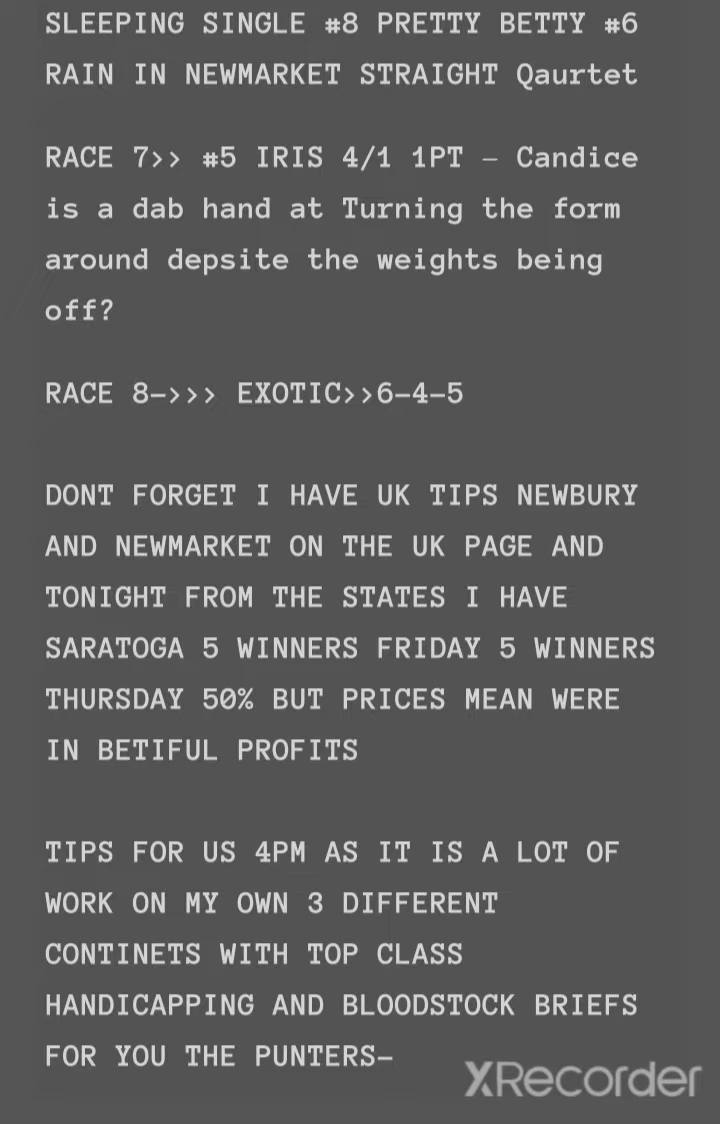 SLEEPING SINGLE #8 PRETTY BETTY #6
RAIN IN NEWMARKET STRAIGHT Qaurtet
RACE 7>> #5 IRIS 4/1 1PT – Candice
is a dab hand at Turning the form
around depsite the weights being
off?
RACE 8–>>> EXOTIC>>6–4–5
DONT FORGET I HAVE UK TIPS NEWBURY
AND NEWMARKET ON THE UK PAGE AND
TONIGHT FROM THE STATES I HAVE
SARATOGA 5 WINNERS FRIDAY 5 WINNERS
THURSDAY 50% BUT PRICES MEAN WERE
IN BETIFUL PROFITS
TIPS FOR US 4PM AS IT IS A LOT OF
WORK ON MY OWN 3 DIFFERENT
CONTINETS WITH TOP CLASS
HANDICAPPING AND BLOODSTOCK BRIEFS
FOR YOU THE PUNTERS–
XRecorder